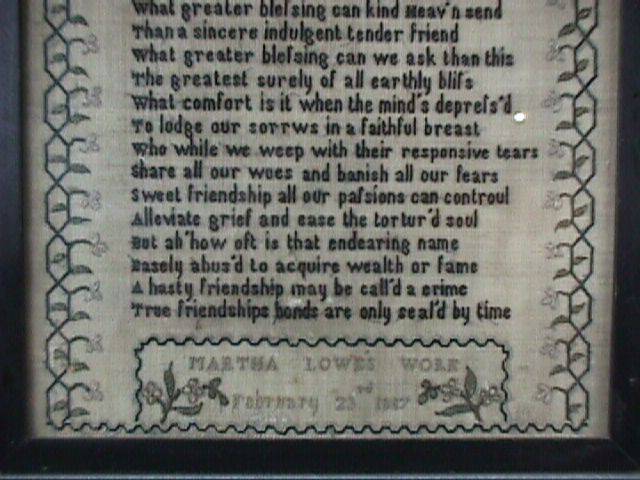 What greater blefsing can kind Heav'n send
Than a sincere indulgent tender friend
What greater blefsing can we ask than this
The greatest surely of all earthly blifs
What comfort is it when the mind's deprefs'd
To lodge our sorrws in a faithful breast
Who while we weep with their responsive tears
Share all our woes and banish all our fears
Sweet friendship all our pafsions can controul
Alleviate grief and ease the tortur'd soul
But ah'how oft is that endearing name
Basely abus'd to acquire wealth or fame
A hasty friendship may be call'd a crime
True friendships bonds are only seal'd by time
MARTHA LOWES WORK
February 23rd